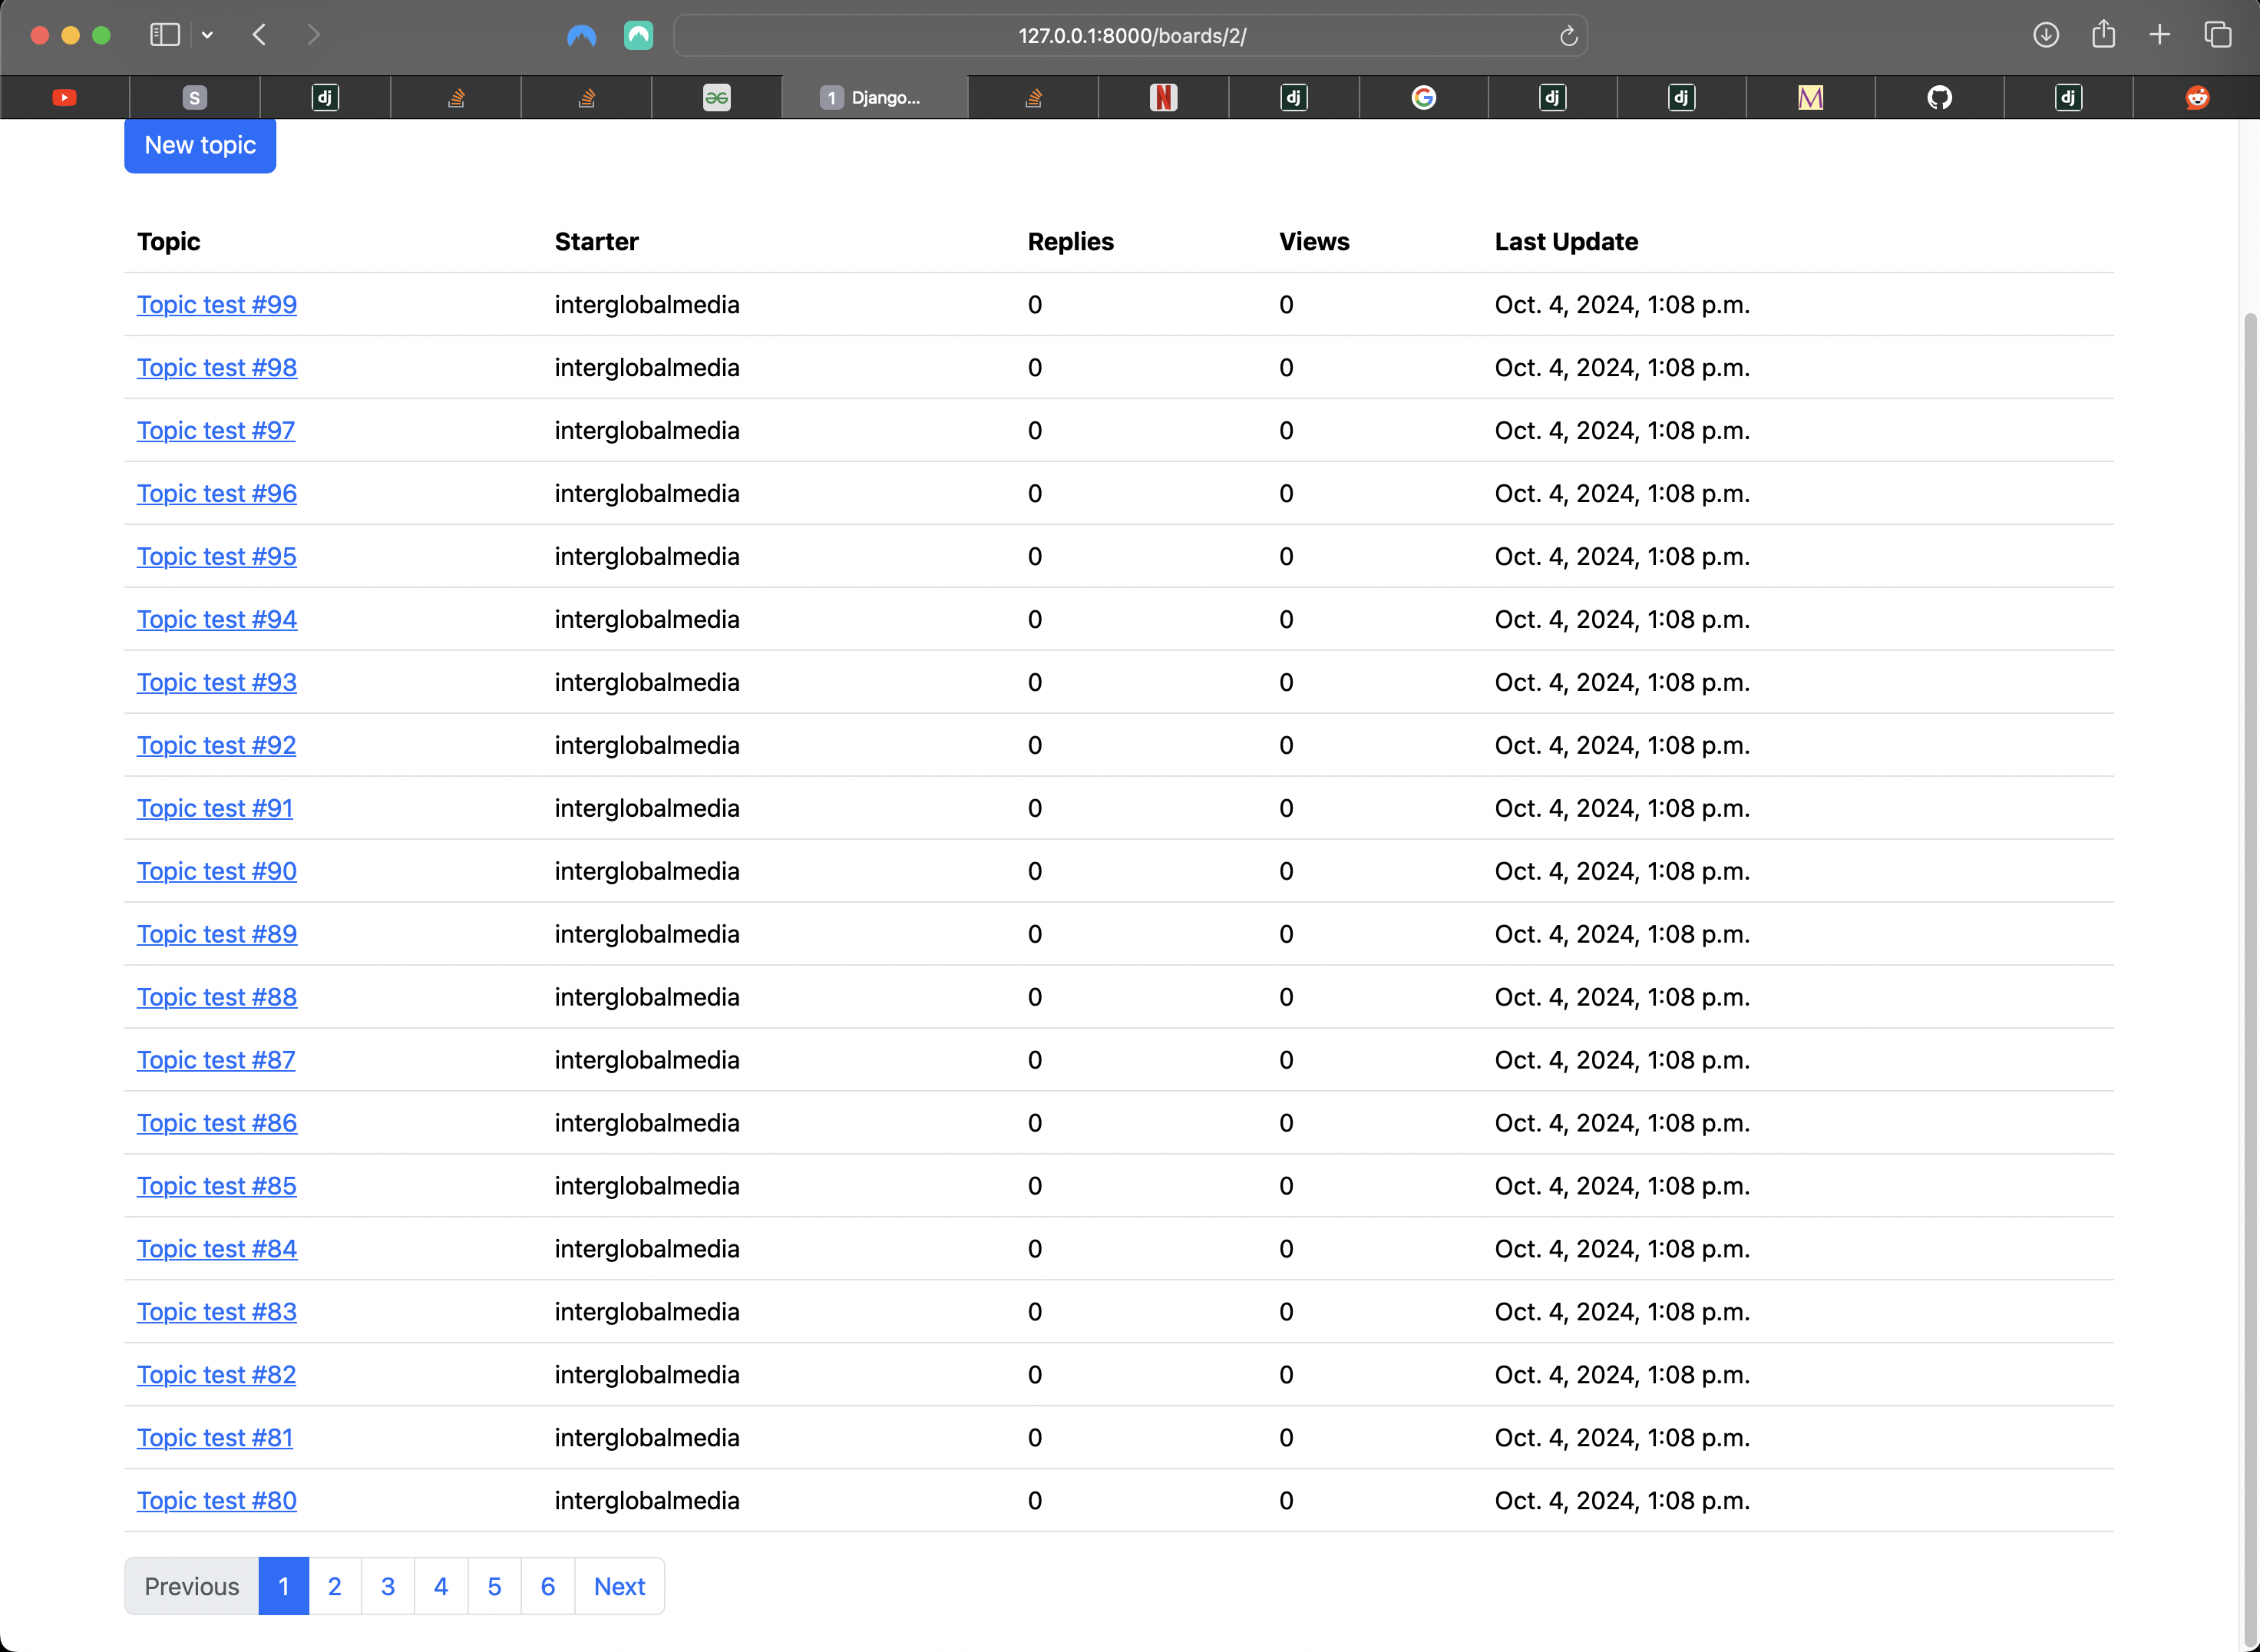 127.0.0.1:8000/boards/2/
S dj 1 Django... N dj G dj dj M dj
New topic
Topic Starter Replies Views Last Update
Topic test #99 interglobalmedia 0 0 Oct. 4, 2024, 1:08 p.m.
Topic test #98 interglobalmedia 0 0 Oct. 4, 2024, 1:08 p.m.
Topic test #97 interglobalmedia 0 0 Oct. 4, 2024, 1:08 p.m.
Topic test #96 interglobalmedia 0 0 Oct. 4, 2024, 1:08 p.m.
Topic test #95 interglobalmedia 0 0 Oct. 4, 2024, 1:08 p.m.
Topic test #94 interglobalmedia 0 0 Oct. 4, 2024, 1:08 p.m.
Topic test #93 interglobalmedia 0 0 Oct. 4, 2024, 1:08 p.m.
Topic test #92 interglobalmedia 0 0 Oct. 4, 2024, 1:08 p.m.
Topic test #91 interglobalmedia 0 0 Oct. 4, 2024, 1:08 p.m.
Topic test #90 interglobalmedia 0 0 Oct. 4, 2024, 1:08 p.m.
Topic test #89 interglobalmedia 0 0 Oct. 4, 2024, 1:08 p.m.
Topic test #88 interglobalmedia 0 0 Oct. 4, 2024, 1:08 p.m.
Topic test #87 interglobalmedia 0 0 Oct. 4, 2024, 1:08 p.m.
Topic test #86 interglobalmedia 0 0 Oct. 4, 2024, 1:08 p.m.
Topic test #85 interglobalmedia 0 0 Oct. 4, 2024, 1:08 p.m.
Topic test #84 interglobalmedia 0 0 Oct. 4, 2024, 1:08 p.m.
Topic test #83 interglobalmedia 0 0 Oct. 4, 2024, 1:08 p.m.
Topic test #82 interglobalmedia 0 0 Oct. 4, 2024, 1:08 p.m.
Topic test #81 interglobalmedia 0 0 Oct. 4, 2024, 1:08 p.m.
Topic test #80 interglobalmedia 0 0 Oct. 4, 2024, 1:08 p.m.
Previous 1 2 3 4 5 6 Next